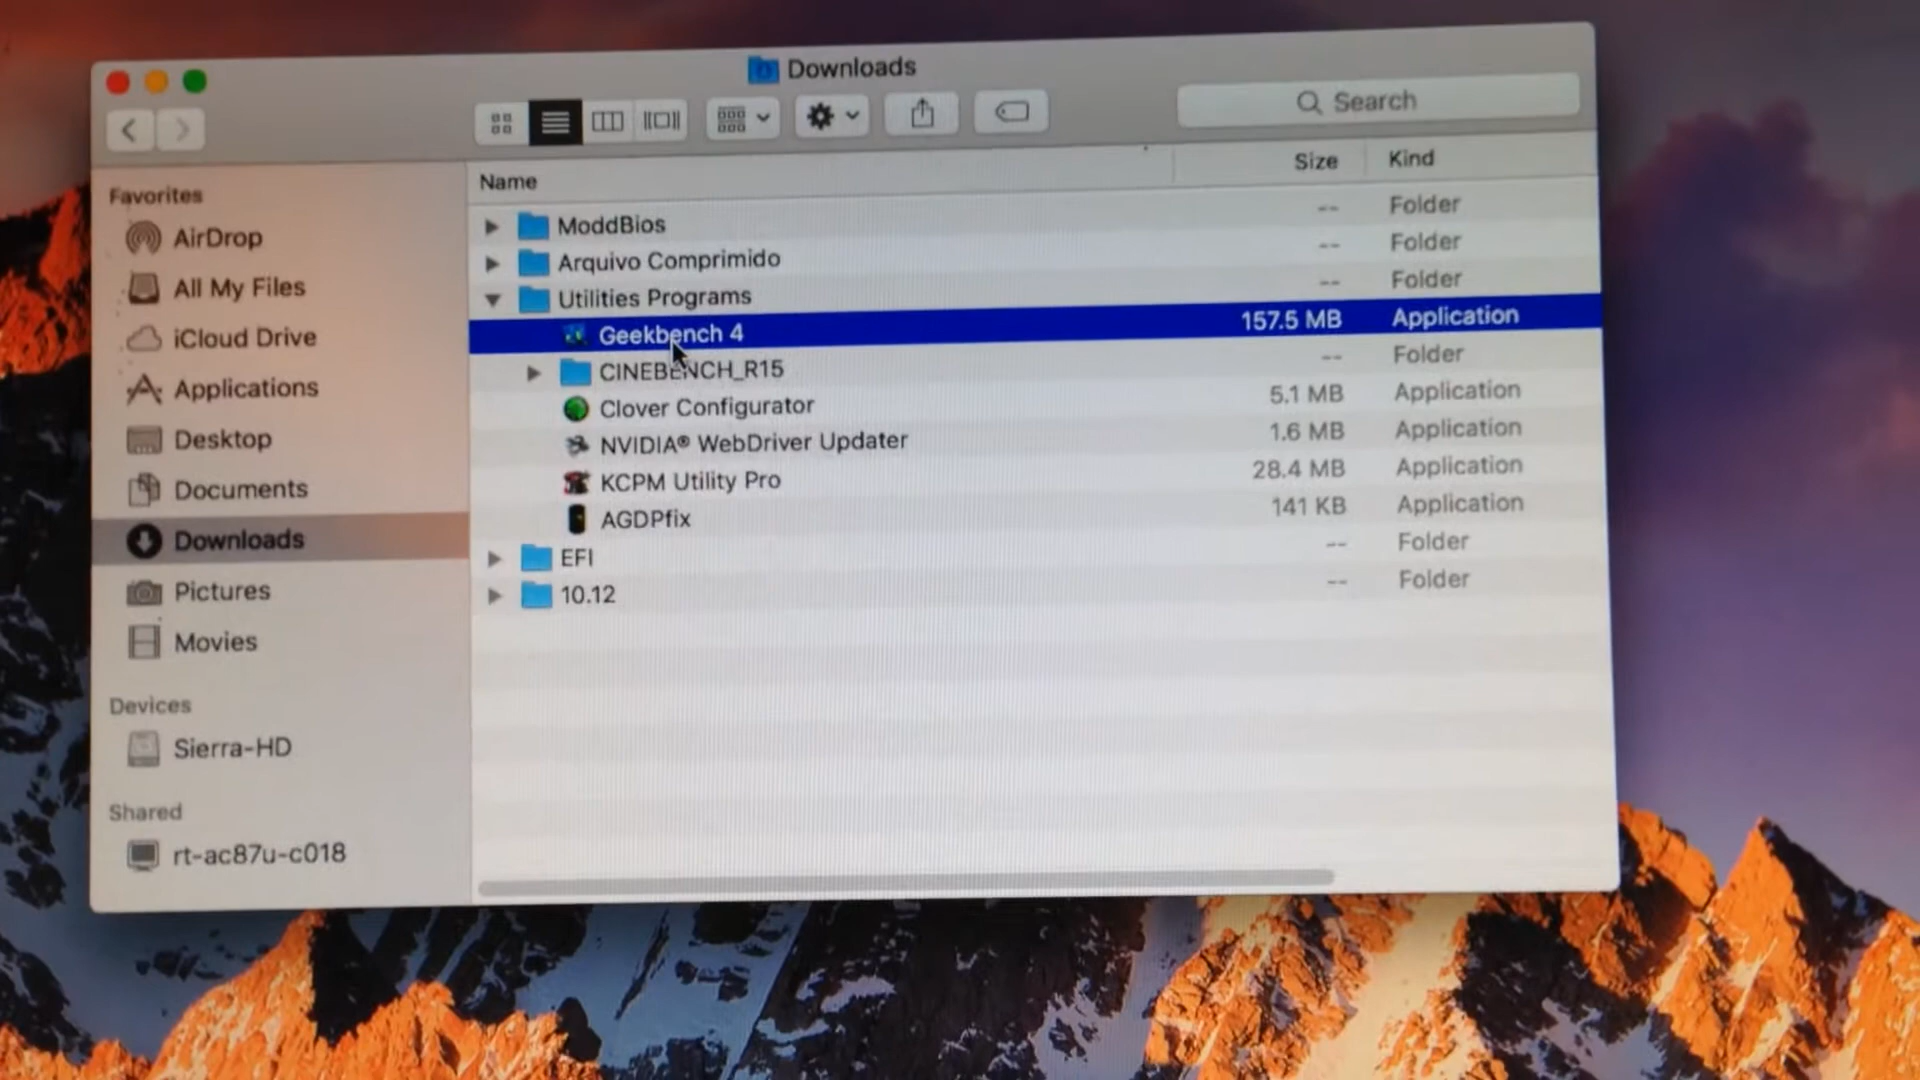 Downloads
Search
Name Size Kind
Favorites
AirDrop
All My Files
iCloud Drive
Applications
Desktop
Documents
Downloads
Pictures
Movies
Devices
Sierra-HD
Shared
rt-ac87u-c018
ModdBios -- Folder
Arquivo Comprimido -- Folder
Utilities Programs -- Folder
Geekbench 4 157.5 MB Application
CINEBENCH_R15 -- Folder
Clover Configurator 5.1 MB Application
NVIDIA® WebDriver Updater 1.6 MB Application
KCPM Utility Pro 28.4 MB Application
AGDPfix 141 KB Application
EFI -- Folder
10.12 -- Folder